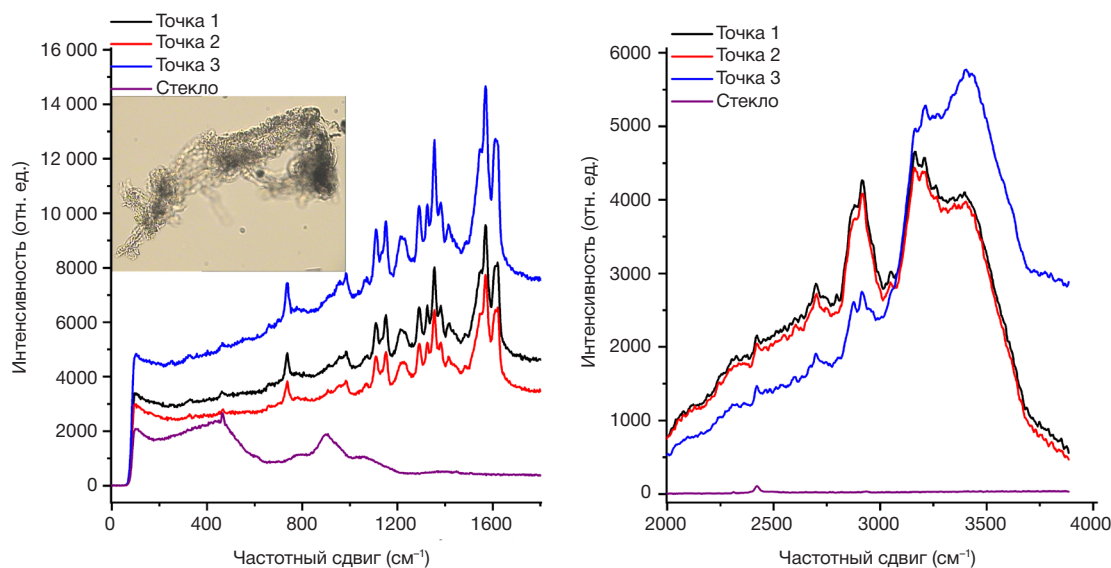 Точка 1
Точка 2
Точка 3
Стекло
16 000
14 000
12 000
10 000
8000
6000
4000
2000
0
Интенсивность (отн. ед.)
0
400
800
1200
1600
Частотный сдвиг (см⁻¹)
Точка 1
Точка 2
Точка 3
Стекло
6000
5000
4000
3000
2000
1000
0
Интенсивность (отн. ед.)
2000
2500
3000
3500
4000
Частотный сдвиг (см⁻¹)